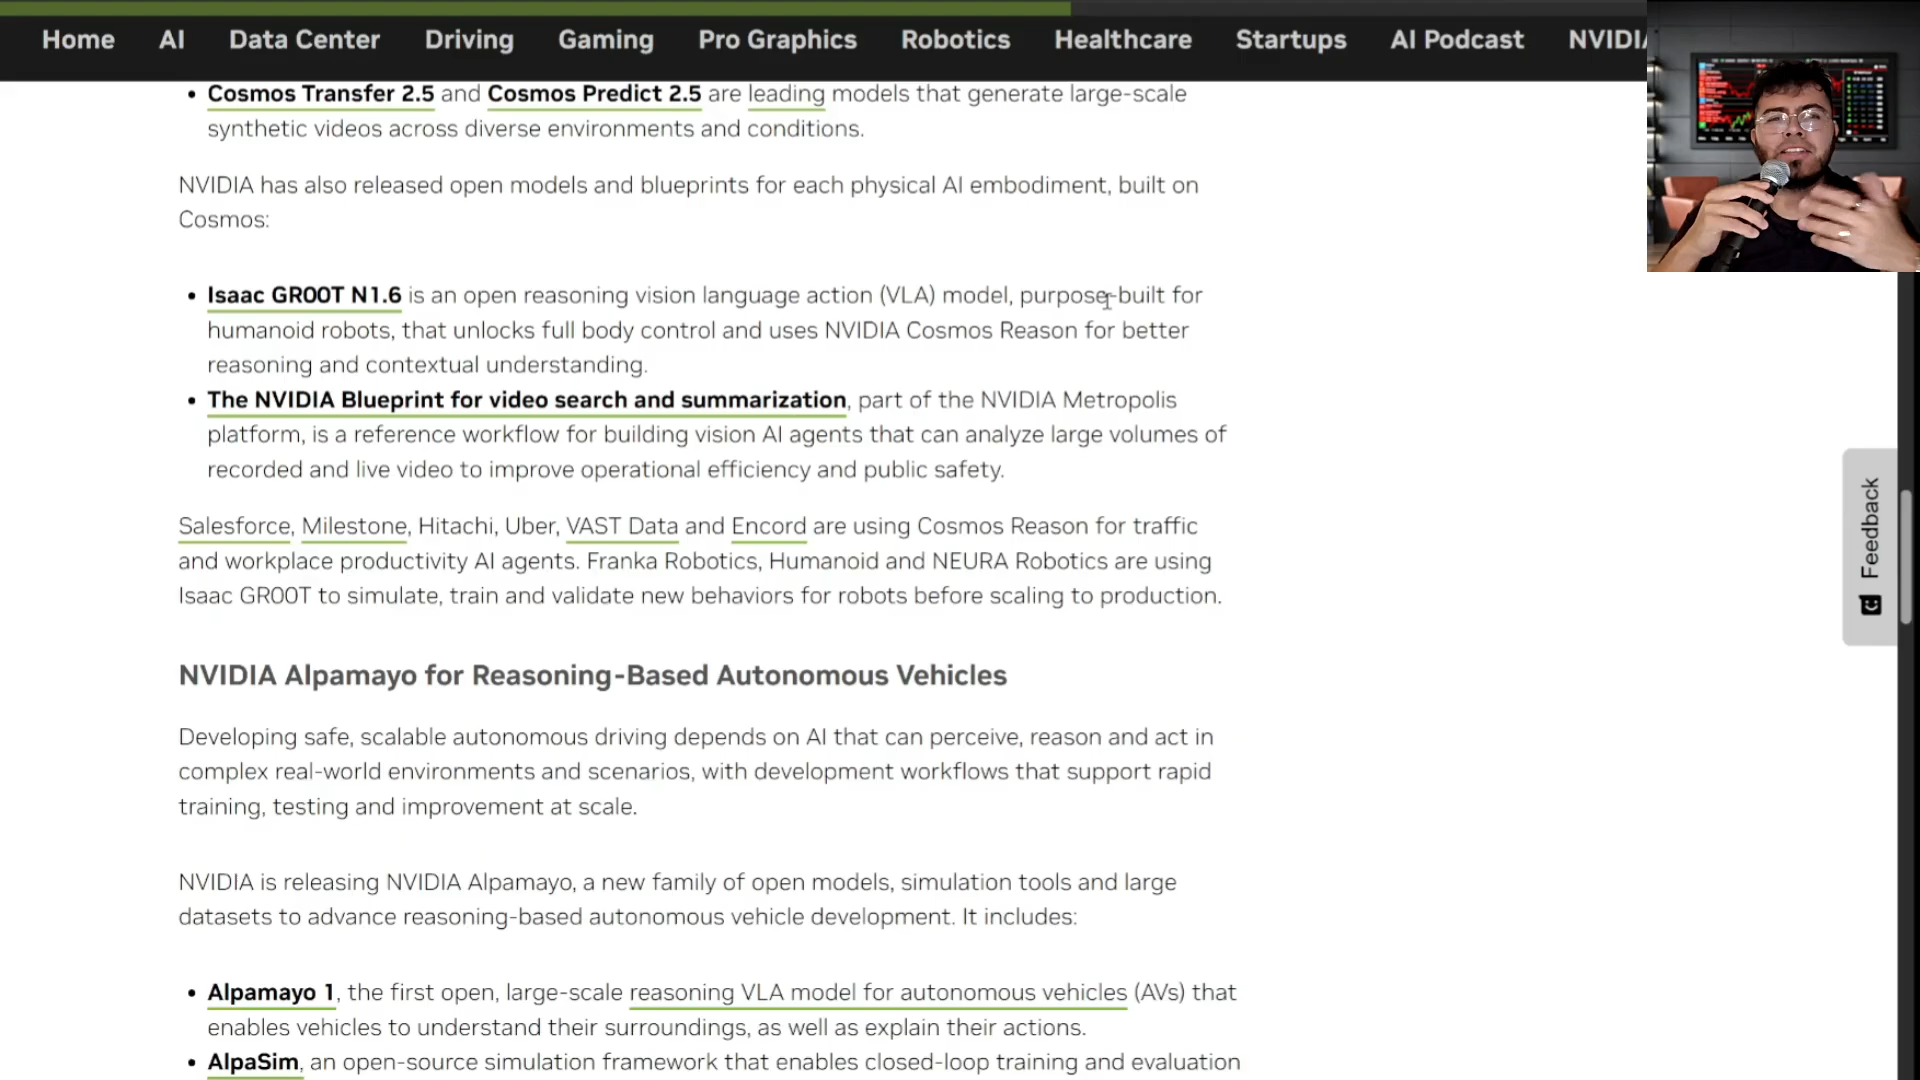 Home AI Data Center Driving Gaming Pro Graphics Robotics Healthcare Startups AI Podcast
• Cosmos Transfer 2.5 and Cosmos Predict 2.5 are leading models that generate large-scale
synthetic videos across diverse environments and conditions.
NVIDIA has also released open models and blueprints for each physical AI embodiment, built on
Cosmos:
• Isaac GR00T N1.6 is an open reasoning vision language action (VLA) model, purpose-built for
humanoid robots, that unlocks full body control and uses NVIDIA Cosmos Reason for better
reasoning and contextual understanding.
• The NVIDIA Blueprint for video search and summarization, part of the NVIDIA Metropolis
platform, is a reference workflow for building vision AI agents that can analyze large volumes of
recorded and live video to improve operational efficiency and public safety.
Salesforce, Milestone, Hitachi, Uber, VAST Data and Encord are using Cosmos Reason for traffic
and workplace productivity AI agents. Franka Robotics, Humanoid and NEURA Robotics are using
Isaac GR00T to simulate, train and validate new behaviors for robots before scaling to production.
Feedback
NVIDIA Alpamayo for Reasoning-Based Autonomous Vehicles
Developing safe, scalable autonomous driving depends on AI that can perceive, reason and act in
complex real-world environments and scenarios, with development workflows that support rapid
training, testing and improvement at scale.
NVIDIA is releasing NVIDIA Alpamayo, a new family of open models, simulation tools and large
datasets to advance reasoning-based autonomous vehicle development. It includes:
• Alpamayo 1, the first open, large-scale reasoning VLA model for autonomous vehicles (AVs) that
enables vehicles to understand their surroundings, as well as explain their actions.
• AlpaSim, an open-source simulation framework that enables closed-loop training and evaluation